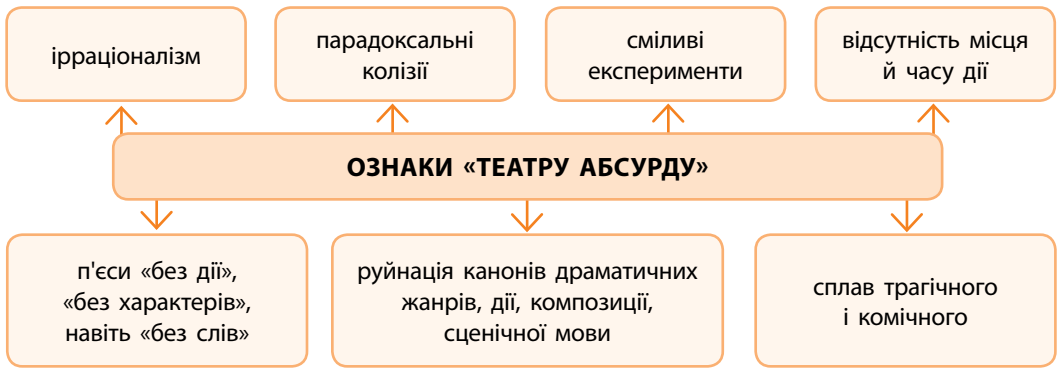 ірраціоналізм
парадоксальні
колізії
сміливі
експерименти
відсутність місця
й часу дії
ОЗНАКИ «ТЕАТРУ АБСУРДУ»
п'єси «без дії»,
«без характерів»,
навіть «без слів»
руйнація канонів драматичних
жанрів, дії, композиції,
сценічної мови
сплав трагічного
і комічного